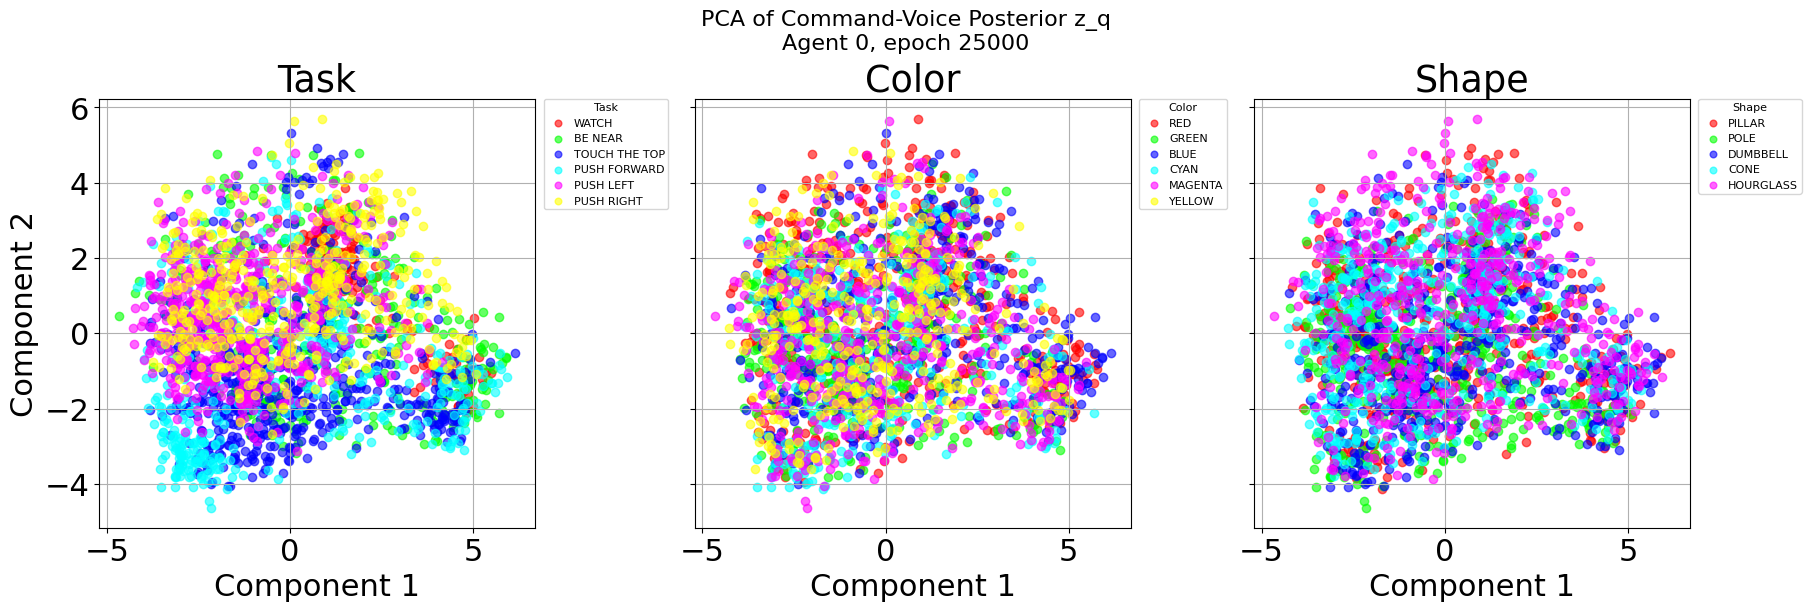 PCA of Command-Voice Posterior z_q
Agent 0, epoch 25000
Task
6
4
2
0
−2
−4
Component 2
−5
0
5
Component 1
Task
WATCH
BE NEAR
TOUCH THE TOP
PUSH FORWARD
PUSH LEFT
PUSH RIGHT
Color
−5
0
5
Component 1
Color
RED
GREEN
BLUE
CYAN
MAGENTA
YELLOW
Shape
−5
0
5
Component 1
Shape
PILLAR
POLE
DUMBBELL
CONE
HOURGLASS